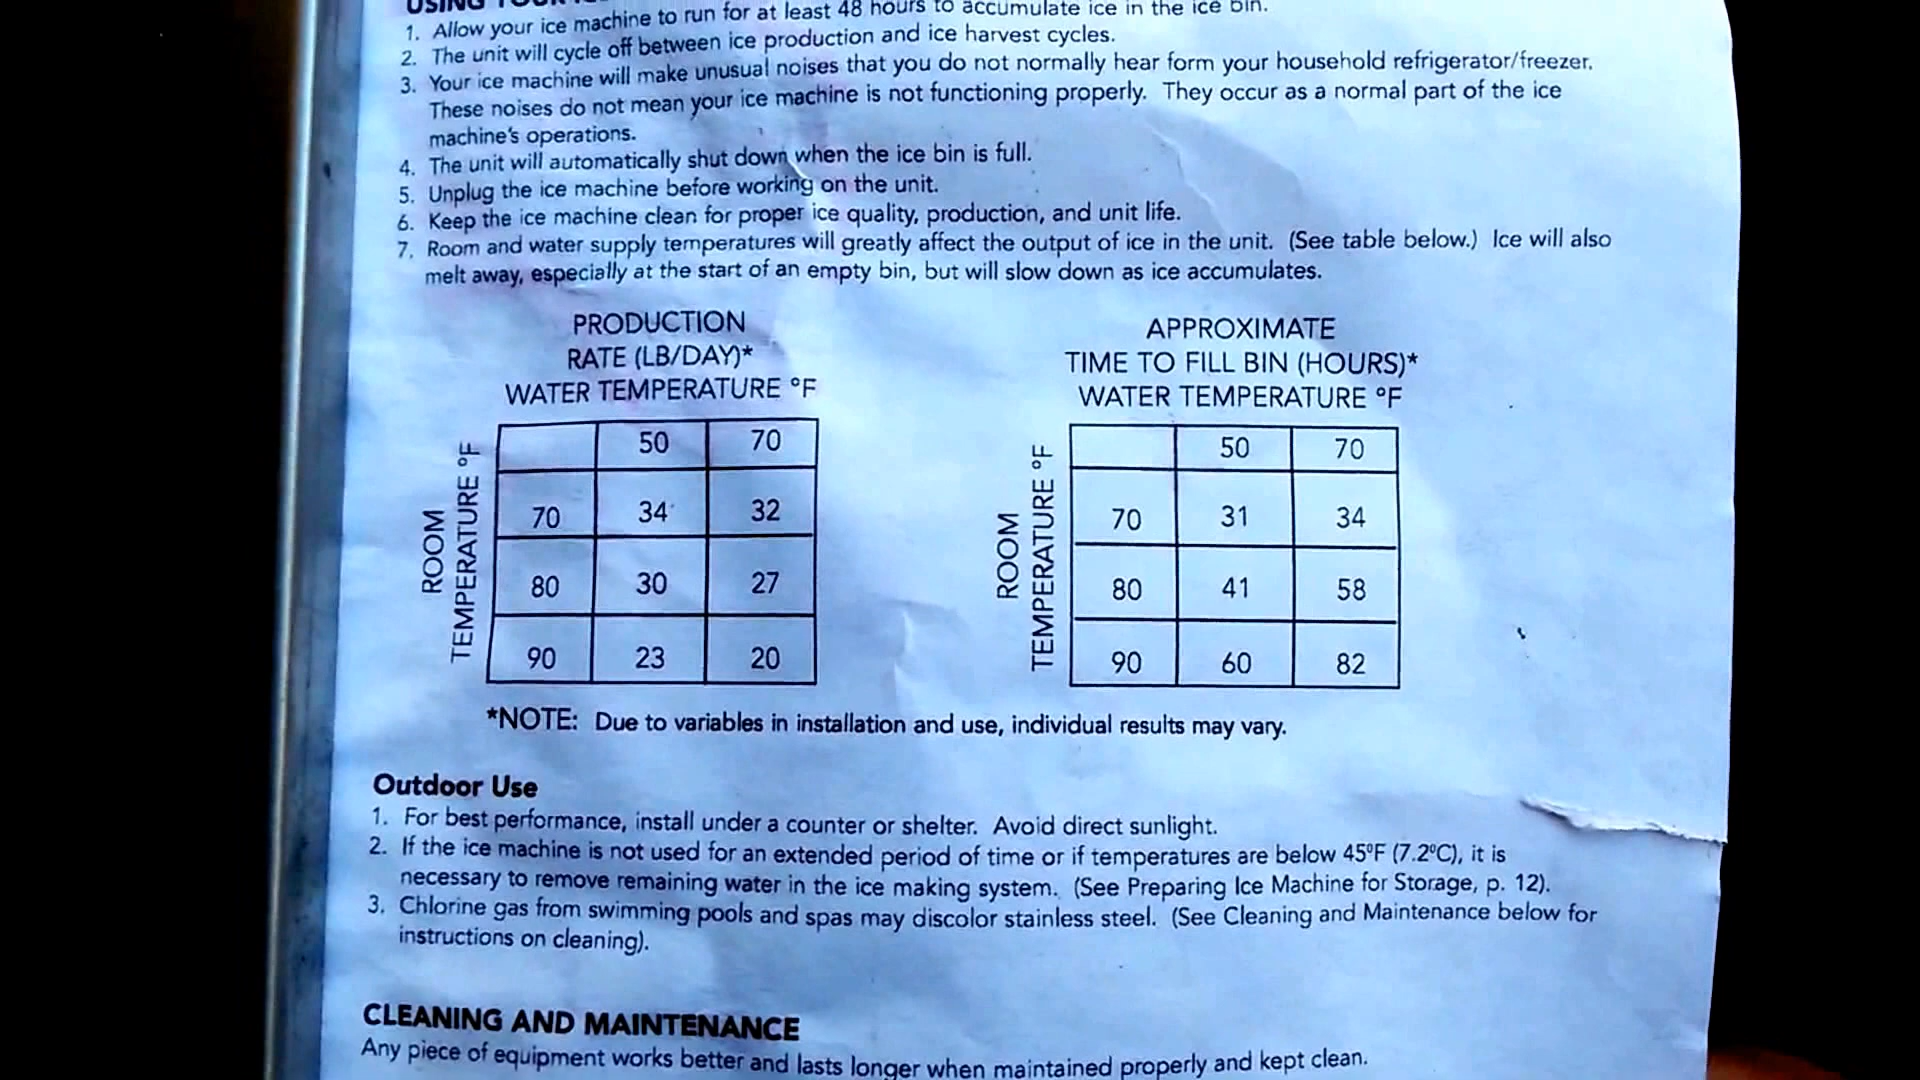 USING YOUR
1. Allow your ice machine to run for at least 48 hours to accumulate ice in the ice bin.
2. The unit will cycle off between ice production and ice harvest cycles.
3. Your ice machine will make unusual noises that you do not normally hear form your household refrigerator/freezer.
These noises do not mean your ice machine is not functioning properly. They occur as a normal part of the ice
machine's operations.
4. The unit will automatically shut down when the ice bin is full.
5. Unplug the ice machine before working on the unit.
6. Keep the ice machine clean for proper ice quality, production, and unit life.
7. Room and water supply temperatures will greatly affect the output of ice in the unit. (See table below.) Ice will also
melt away, especially at the start of an empty bin, but will slow down as ice accumulates.
PRODUCTION
RATE (LB/DAY)*
WATER TEMPERATURE °F
ROOM
TEMPERATURE °F
50 70
70 34 32
80 30 27
90 23 20
APPROXIMATE
TIME TO FILL BIN (HOURS)*
WATER TEMPERATURE °F
ROOM
TEMPERATURE °F
50 70
70 31 34
80 41 58
90 60 82
*NOTE: Due to variables in installation and use, individual results may vary.
Outdoor Use
1. For best performance, install under a counter or shelter. Avoid direct sunlight.
2. If the ice machine is not used for an extended period of time or if temperatures are below 45°F (7.2°C), it is
necessary to remove remaining water in the ice making system. (See Preparing Ice Machine for Storage, p. 12).
3. Chlorine gas from swimming pools and spas may discolor stainless steel. (See Cleaning and Maintenance below for
instructions on cleaning).
CLEANING AND MAINTENANCE
Any piece of equipment works better and lasts longer when maintained properly and kept clean.